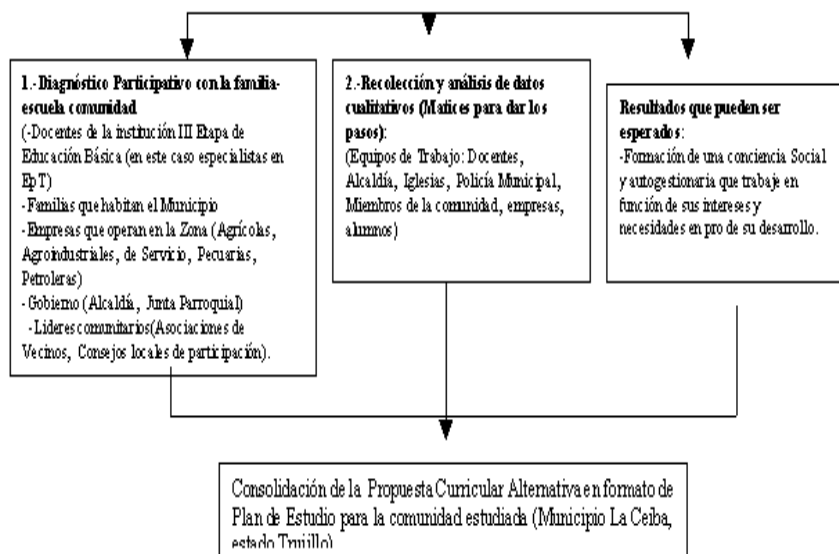 1.-Diagnóstico Participativo con la familia-
escuela comunidad
(-Docentes de la institución III Etapa de
Educación Básica (en este caso especialistas en
EpT)
-Familias que habitan el Municipio
-Empresas que operan en la Zona (Agrícolas,
Agroindustriales, de Servicio, Pecuarias,
Petroleras)
-Gobierno (Alcaldía, Junta Parroquial)
-Lideres comunitarios(Asociaciones de
Vecinos, Consejos locales de participación).
2.-Recolección y análisis de datos
cualitativos (Matices para dar los
pasos):
(Equipos de Trabajo: Docentes,
Alcaldía, Iglesias, Policía Municipal,
Miembros de la comunidad, empresas,
alumnos)
Resultados que pueden ser
esperados:
-Formación de una conciencia Social
y autogestionaria que trabaje en
función de sus intereses y
necesidades en pro de su desarrollo.
Consolidación de la Propuesta Curricular Alternativa en formato de
Plan de Estudio para la comunidad estudiada (Municipio La Ceiba,
estado Trujillo)